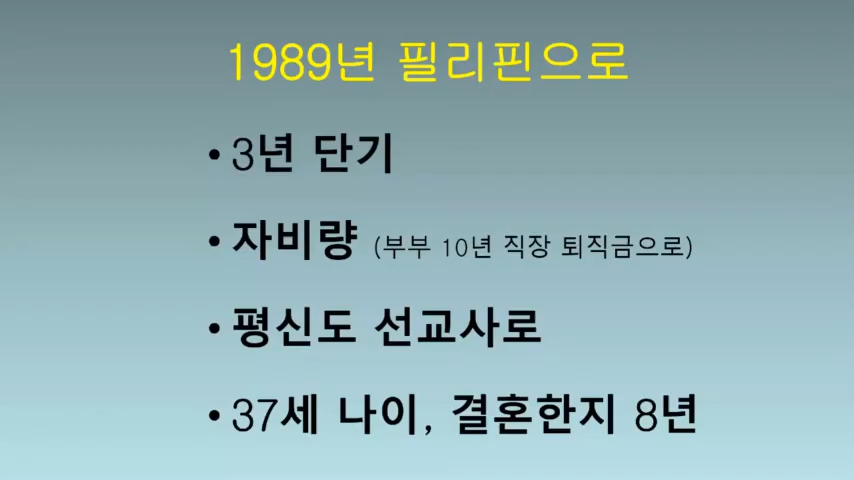 1989년 필리핀으로
• 3년 단기
• 자비량 (부부 10년 직장 퇴직금으로)
• 평신도 선교사로
• 37세 나이, 결혼한지 8년